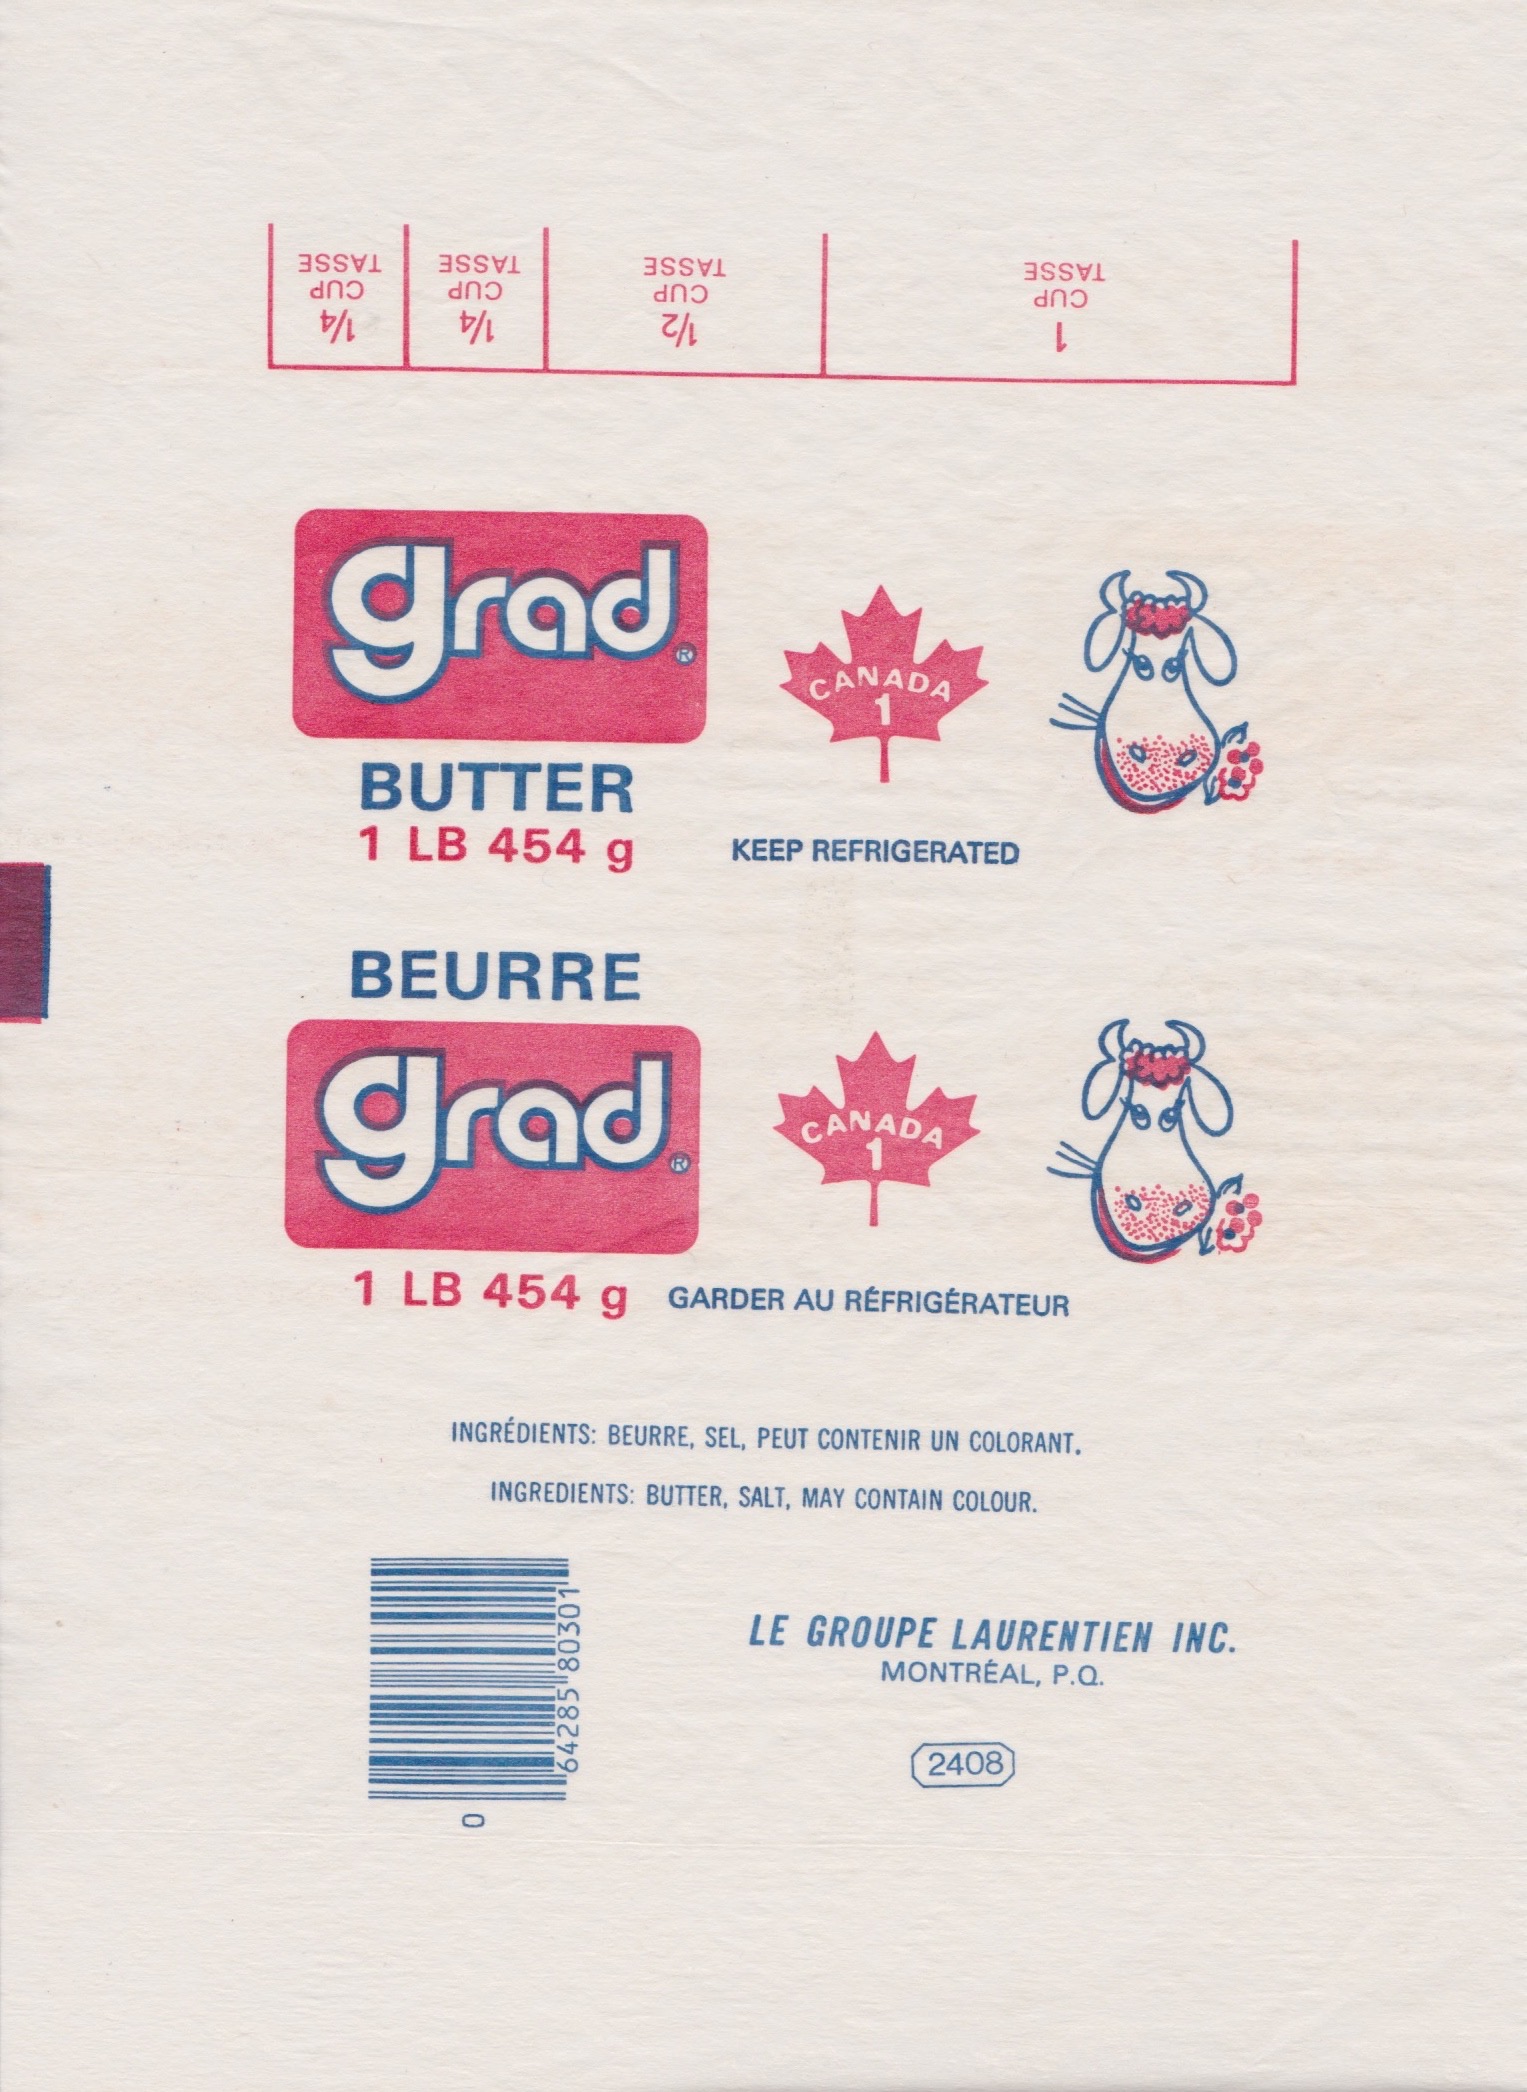 1/4 1/4 1/2 1
CUP CUP CUP CUP
TASSE TASSE TASSE TASSE
grad®
CANADA
1
BUTTER
1 LB 454 g
KEEP REFRIGERATED
BEURRE
grad®
CANADA
1
1 LB 454 g
GARDER AU RÉFRIGÉRATEUR
INGRÉDIENTS: BEURRE, SEL, PEUT CONTENIR UN COLORANT.
INGREDIENTS: BUTTER, SALT, MAY CONTAIN COLOUR.
0 64285 80301
LE GROUPE LAURENTIEN INC.
MONTRÉAL, P.Q.
2408